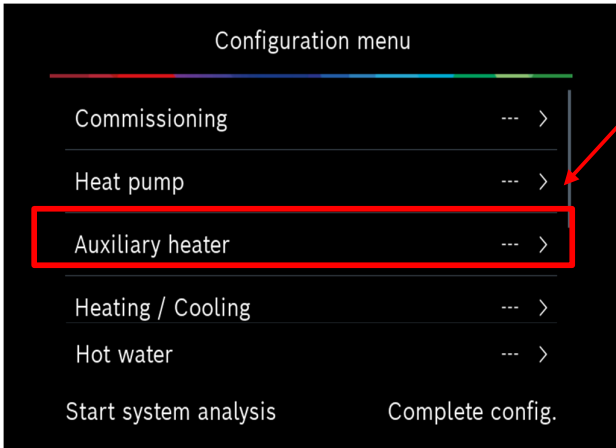 Configuration menu
Commissioning --- >
Heat pump --- >
Auxiliary heater --- >
Heating / Cooling --- >
Hot water --- >
Start system analysis Complete config.